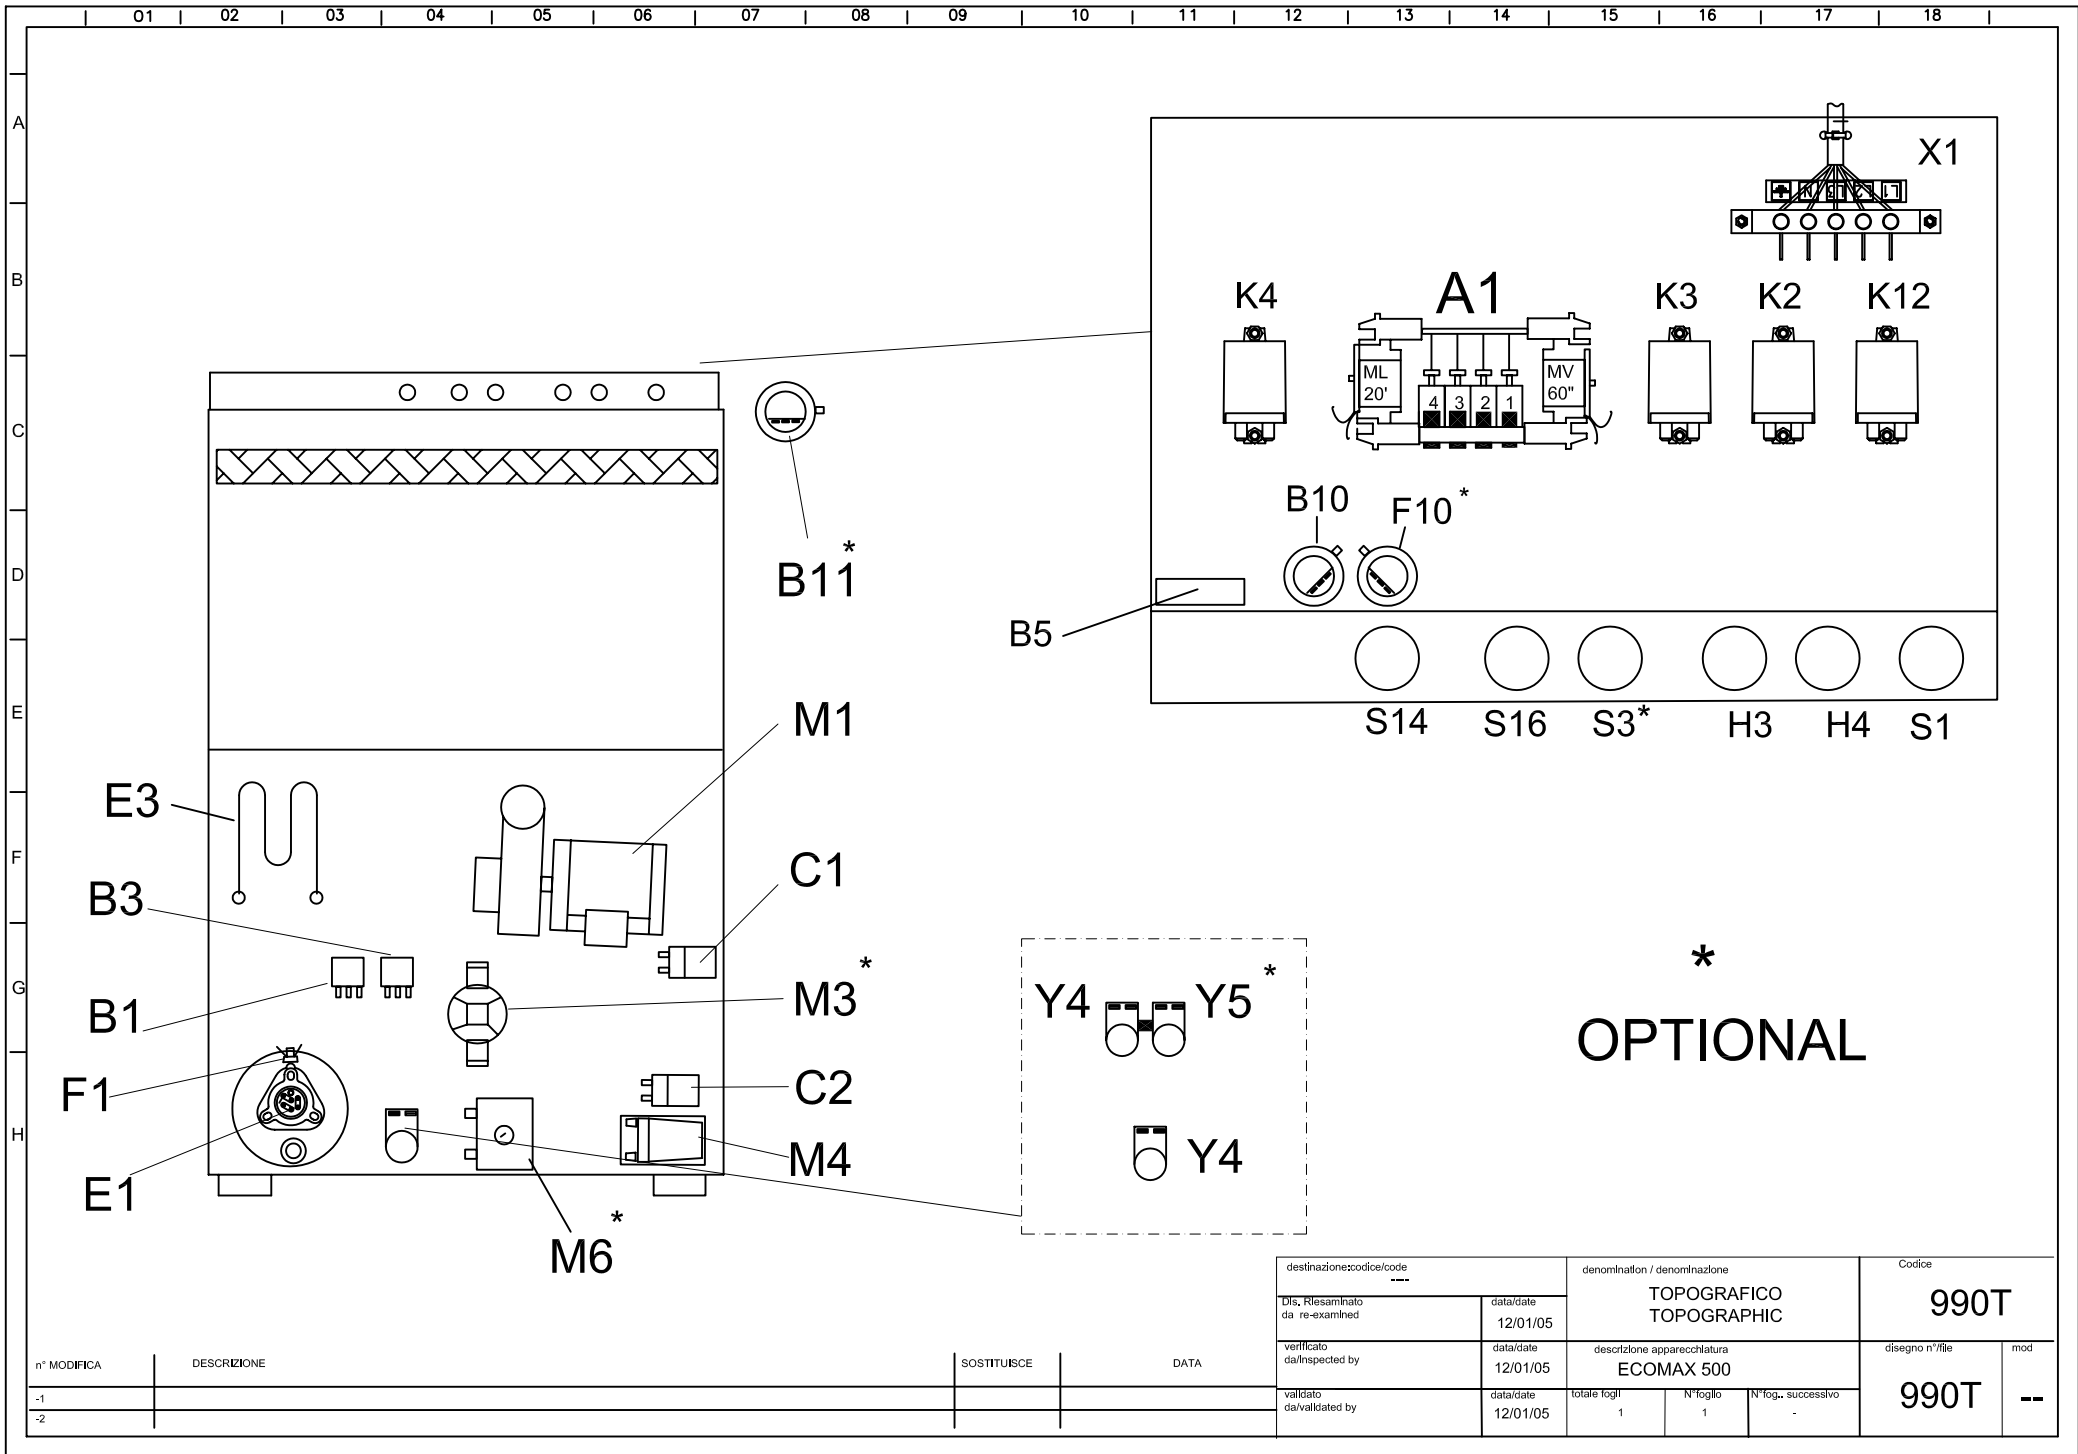 01 02 03 04 05 06 07 08 09 10 11 12 13 14 15 16 17 18
A
B
C
D
E
F
G
H
X1
L1 L2 L3 N
K4 A1 K3 K2 K12
ML
20'
MV
60"
4 3 2 1
B10 F10 *
B11 *
B5
S14 S16 S3* H3 H4 S1
M1
E3
C1
B3
M3 *
B1
Y4 Y5 *
*
OPTIONAL
F1
C2
M4
Y4
E1
M6 *
destinazione:codice/code
----
denomination / denominazione
TOPOGRAFICO
TOPOGRAPHIC
Codice
990T
Dis. Riesaminato
da re-examined
data/date
12/01/05
verificato
da/inspected by
data/date
12/01/05
descrizione apparecchiatura
ECOMAX 500
disegno n°/file
990T
mod
--
validato
da/validated by
data/date
12/01/05
totale fogli
1
N°foglio
1
N°fog.. successivo
-
n° MODIFICA DESCRIZIONE SOSTITUISCE DATA
-1
-2